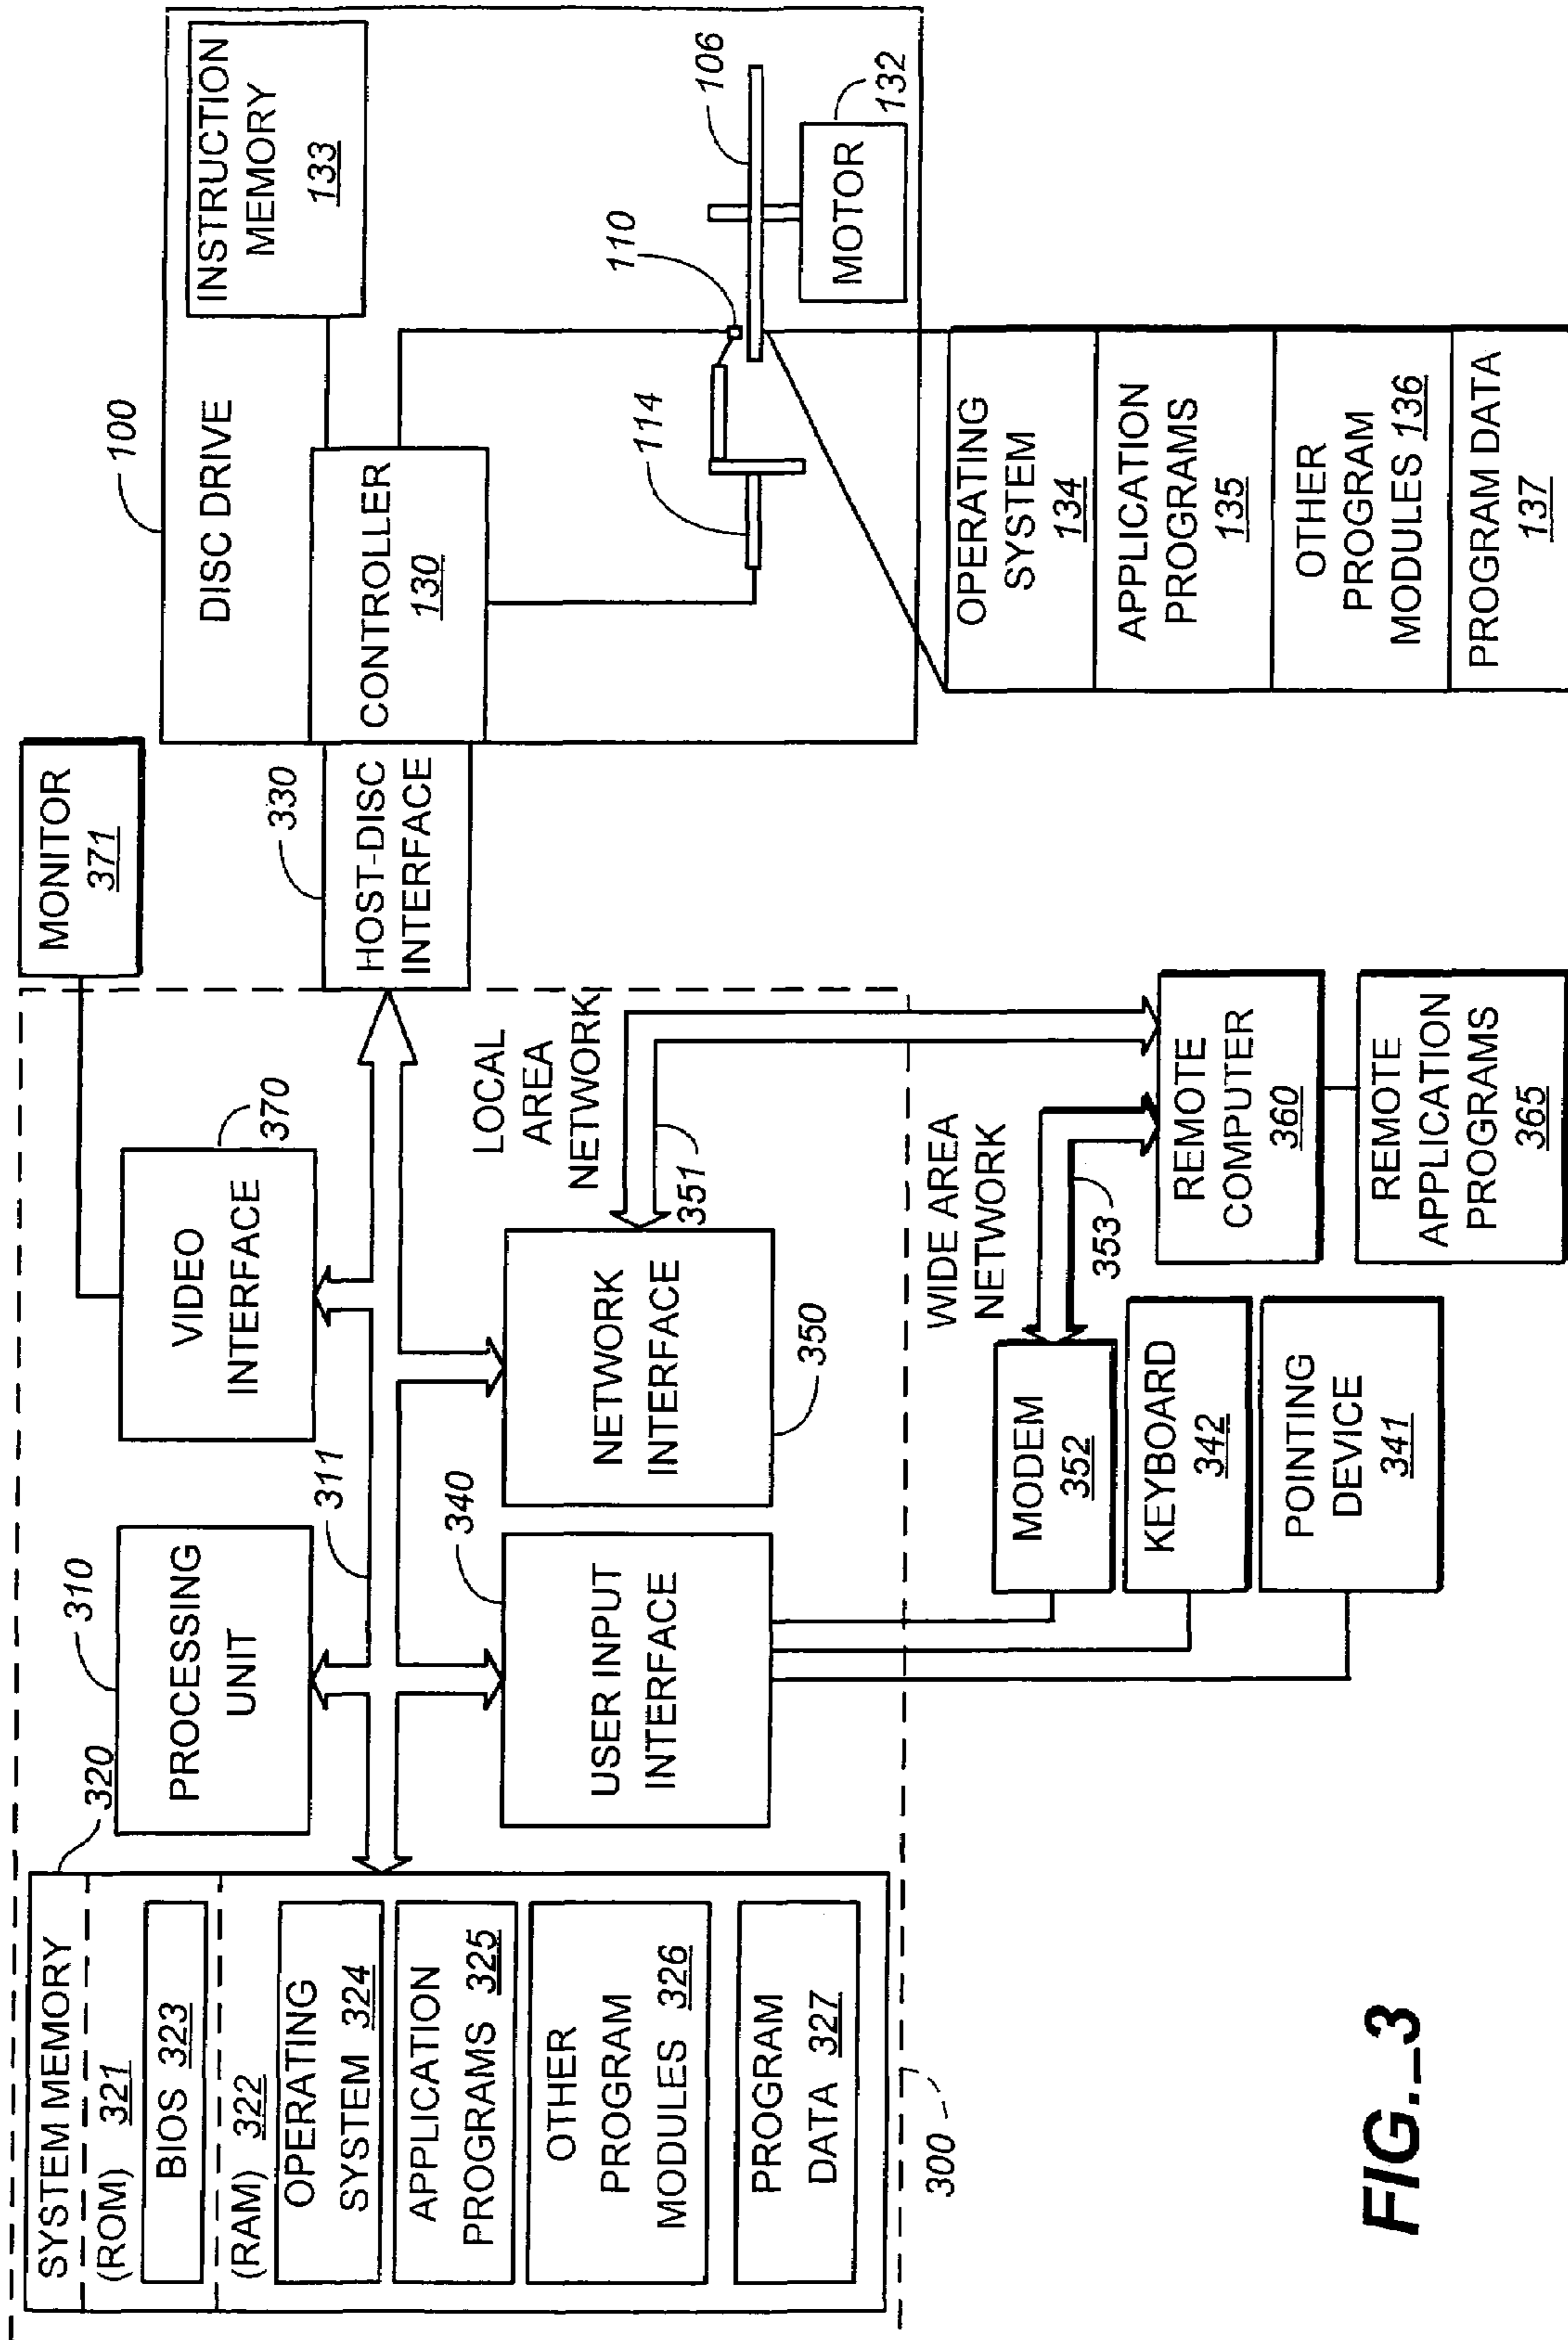 SYSTEM MEMORY
320
(ROM) 321
BIOS 323
(RAM) 322
OPERATING
SYSTEM 324
APPLICATION
PROGRAMS 325
OTHER
PROGRAM
MODULES 326
PROGRAM
DATA 327
300
310
PROCESSING
UNIT
311
VIDEO
INTERFACE
370
MONITOR
371
340
USER INPUT
INTERFACE
NETWORK
INTERFACE
350
LOCAL
AREA
NETWORK
351
WIDE AREA
NETWORK
353
MODEM
352
KEYBOARD
342
POINTING
DEVICE
341
REMOTE
COMPUTER
360
REMOTE
APPLICATION
PROGRAMS
365
330
HOST-DISC
INTERFACE
100
DISC DRIVE
CONTROLLER
130
INSTRUCTION
MEMORY
133
114
110
106
MOTOR
132
OPERATING
SYSTEM
134
APPLICATION
PROGRAMS
135
OTHER
PROGRAM
MODULES 136
PROGRAM DATA
137
FIG._3